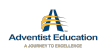 Adventist Education
A JOURNEY TO EXCELLENCE